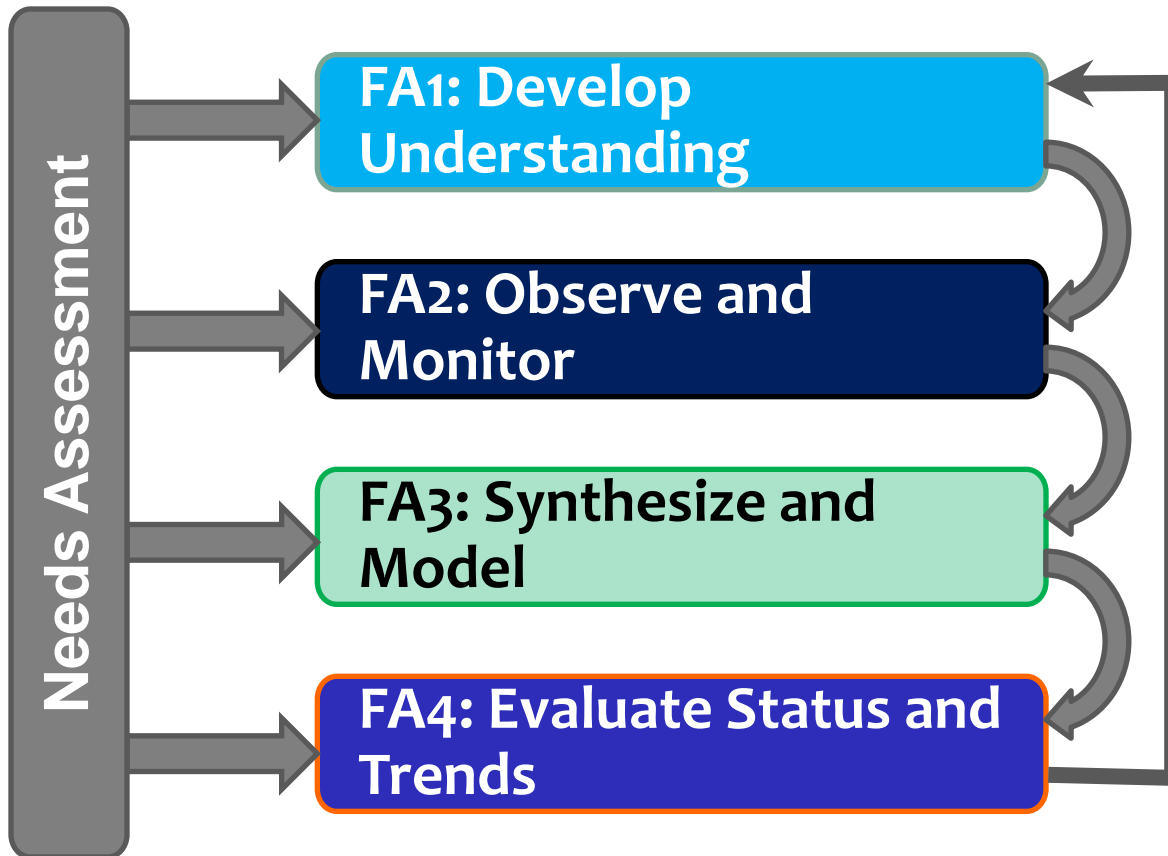 Needs Assessment
FA1: Develop
Understanding
FA2: Observe and
Monitor
FA3: Synthesize and
Model
FA4: Evaluate Status and
Trends